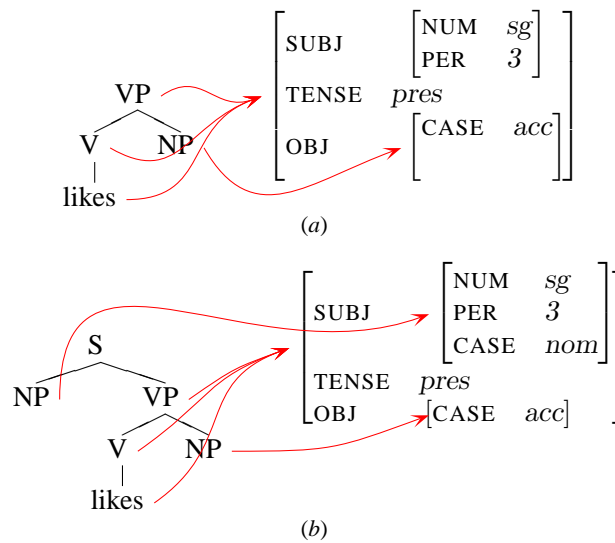 NUM sg
SUBJ PER 3
VP
TENSE pres
V NP CASE acc
OBJ
likes
(a)
NUM sg
SUBJ PER 3
S CASE nom
NP VP TENSE pres
OBJ CASE acc
V NP
likes
(b)